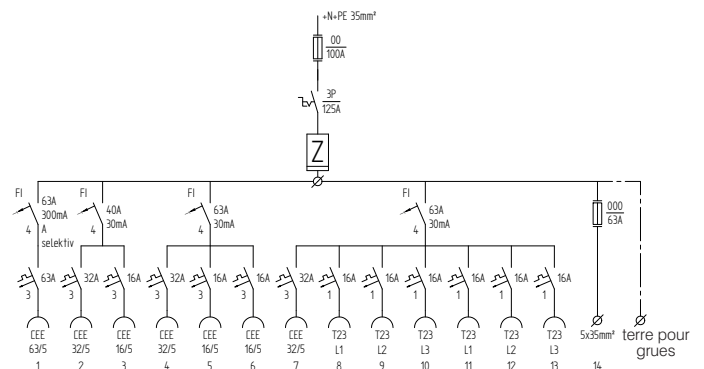 +N+PE 35mm²
00
100A
3P
125A
Z
FI
63A
300mA
A
4
selektiv
FI
40A
30mA
4
FI
63A
30mA
4
FI
63A
30mA
4
000
63A
63A
3
32A
3
16A
3
32A
3
16A
3
16A
3
32A
3
16A
1
16A
1
16A
1
16A
1
16A
1
16A
1
CEE CEE CEE CEE CEE CEE CEE T23 T23 T23 T23 T23 T23 5x35mm² terre pour
63/5 32/5 16/5 32/5 16/5 16/5 32/5 L1 L2 L3 L1 L2 L3 grues
1 2 3 4 5 6 7 8 9 10 11 12 13 14